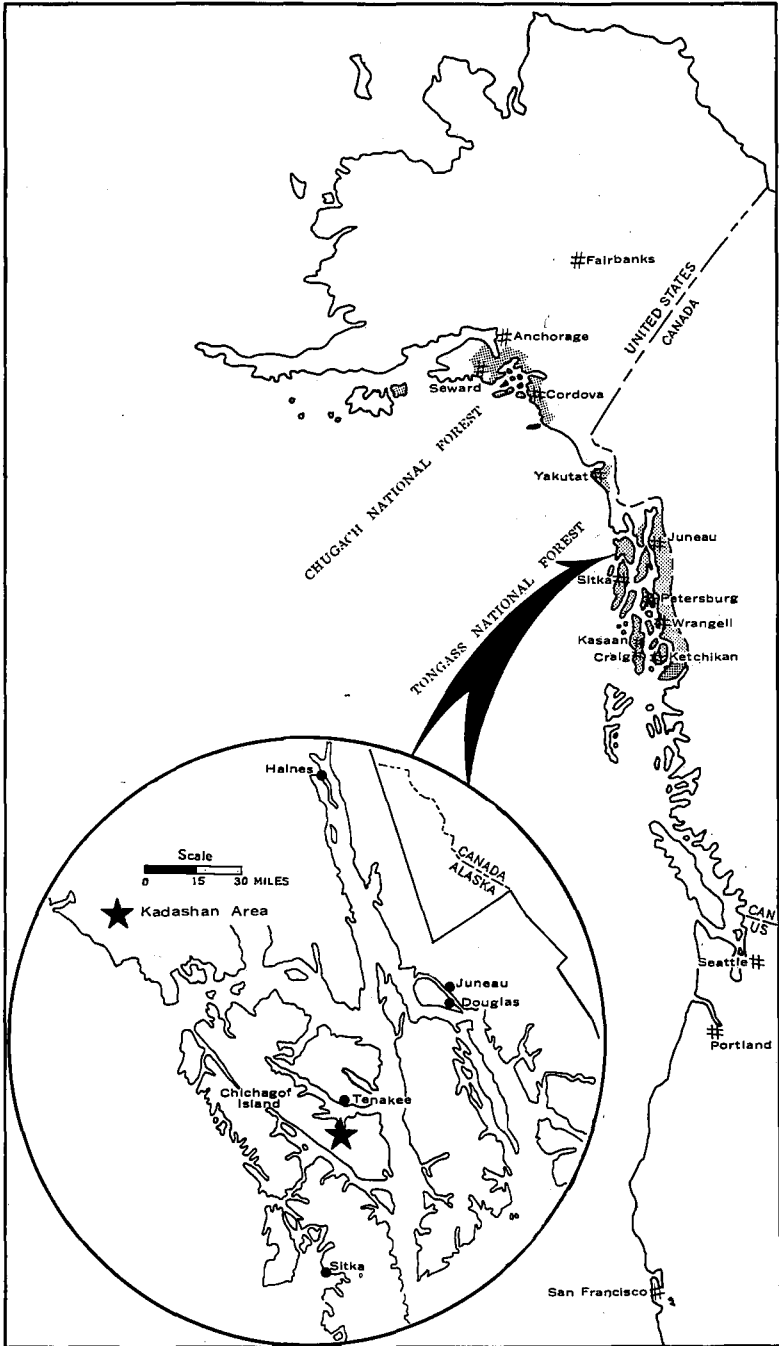 Fairbanks
UNITED STATES
CANADA
Anchorage
Seward
Cordova
CHUGACH NATIONAL FOREST
Yakutat
TONGASS NATIONAL FOREST
Juneau
Sitka
Petersburg
Wrangell
Kasaan
Craig
Ketchikan
Haines
CANADA
ALASKA
Scale
0 15 30 MILES
Kadashan Area
CAN
US
Seattle
Juneau
Douglas
Portland
Chichagof
Island
Tenakee
Sitka
San Francisco